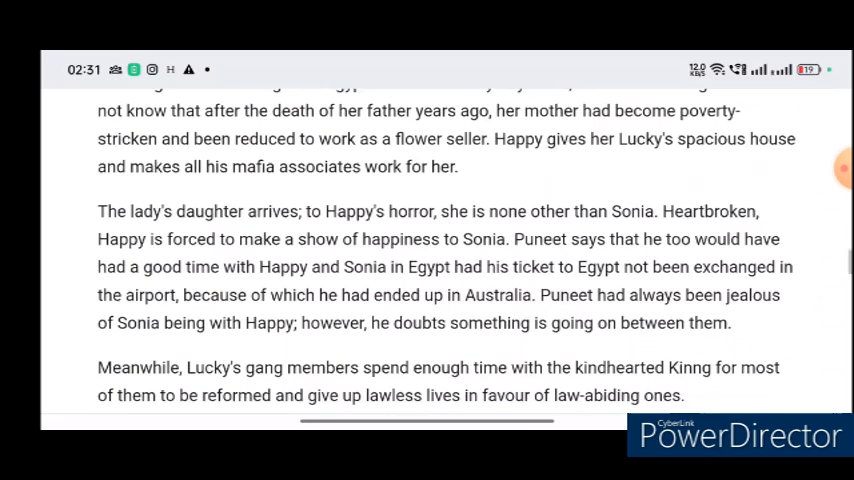 02:31 H 12.0 KB/S 19
not know that after the death of her father years ago, her mother had become poverty-
stricken and been reduced to work as a flower seller. Happy gives her Lucky's spacious house
and makes all his mafia associates work for her.
The lady's daughter arrives; to Happy's horror, she is none other than Sonia. Heartbroken,
Happy is forced to make a show of happiness to Sonia. Puneet says that he too would have
had a good time with Happy and Sonia in Egypt had his ticket to Egypt not been exchanged in
the airport, because of which he had ended up in Australia. Puneet had always been jealous
of Sonia being with Happy; however, he doubts something is going on between them.
Meanwhile, Lucky's gang members spend enough time with the kindhearted Kinng for most
of them to be reformed and give up lawless lives in favour of law-abiding ones.
CyberLink
PowerDirector